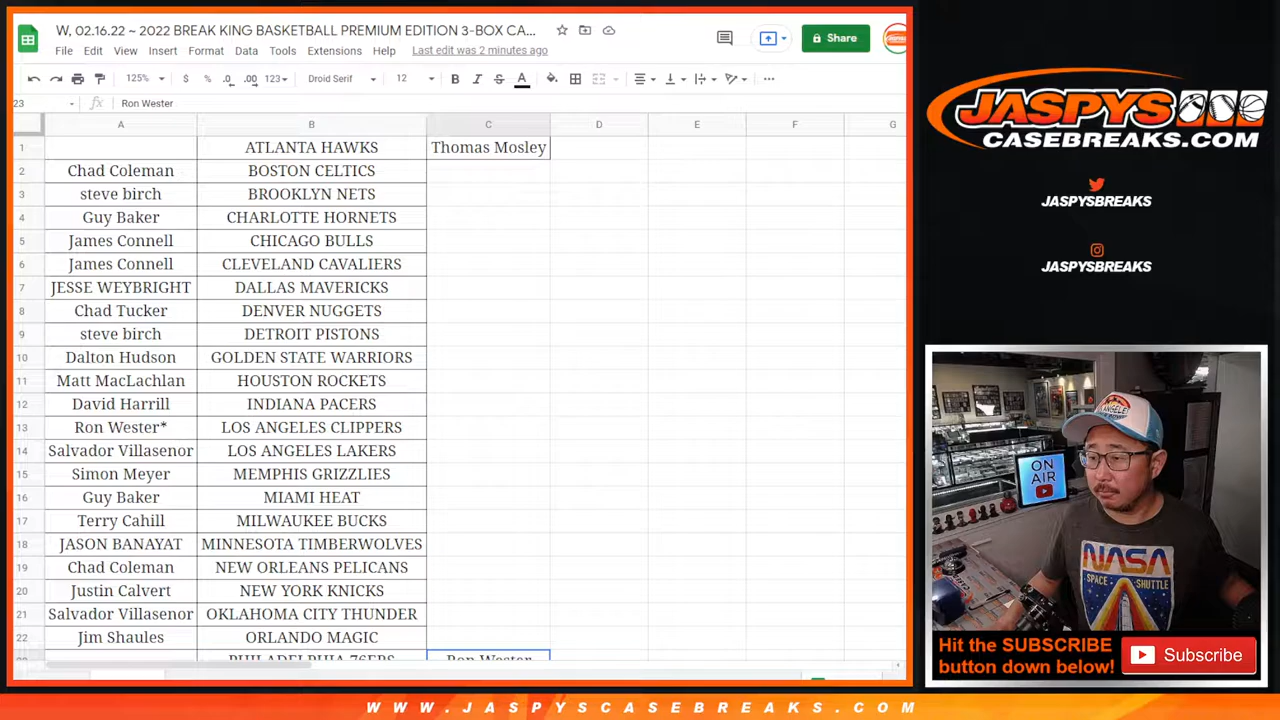 W, 02.16.22 ~ 2022 BREAK KING BASKETBALL PREMIUM EDITION 3-BOX CA...
File Edit View Insert Format Data Tools Extensions Help Last edit was 2 minutes ago
Share
125% $ % .0 .00 123 Droid Serif 12 B I S A
23 fx Ron Wester
A B C D E F G
1 ATLANTA HAWKS Thomas Mosley
2 Chad Coleman BOSTON CELTICS
3 steve birch BROOKLYN NETS
4 Guy Baker CHARLOTTE HORNETS
5 James Connell CHICAGO BULLS
6 James Connell CLEVELAND CAVALIERS
7 JESSE WEYBRIGHT DALLAS MAVERICKS
8 Chad Tucker DENVER NUGGETS
9 steve birch DETROIT PISTONS
10 Dalton Hudson GOLDEN STATE WARRIORS
11 Matt MacLachlan HOUSTON ROCKETS
12 David Harrill INDIANA PACERS
13 Ron Wester* LOS ANGELES CLIPPERS
14 Salvador Villasenor LOS ANGELES LAKERS
15 Simon Meyer MEMPHIS GRIZZLIES
16 Guy Baker MIAMI HEAT
17 Terry Cahill MILWAUKEE BUCKS
18 JASON BANAYAT MINNESOTA TIMBERWOLVES
19 Chad Coleman NEW ORLEANS PELICANS
20 Justin Calvert NEW YORK KNICKS
21 Salvador Villasenor OKLAHOMA CITY THUNDER
22 Jim Shaules ORLANDO MAGIC
PHILADELPHIA 76ERS Ron Wester
JASPYS
CASEBREAKS.COM
JASPYSBREAKS
JASPYSBREAKS
ON
AIR
NASA
SPACE SHUTTLE
Hit the SUBSCRIBE
button down below!
Subscribe
WWW.JASPYSCASEBREAKS.COM